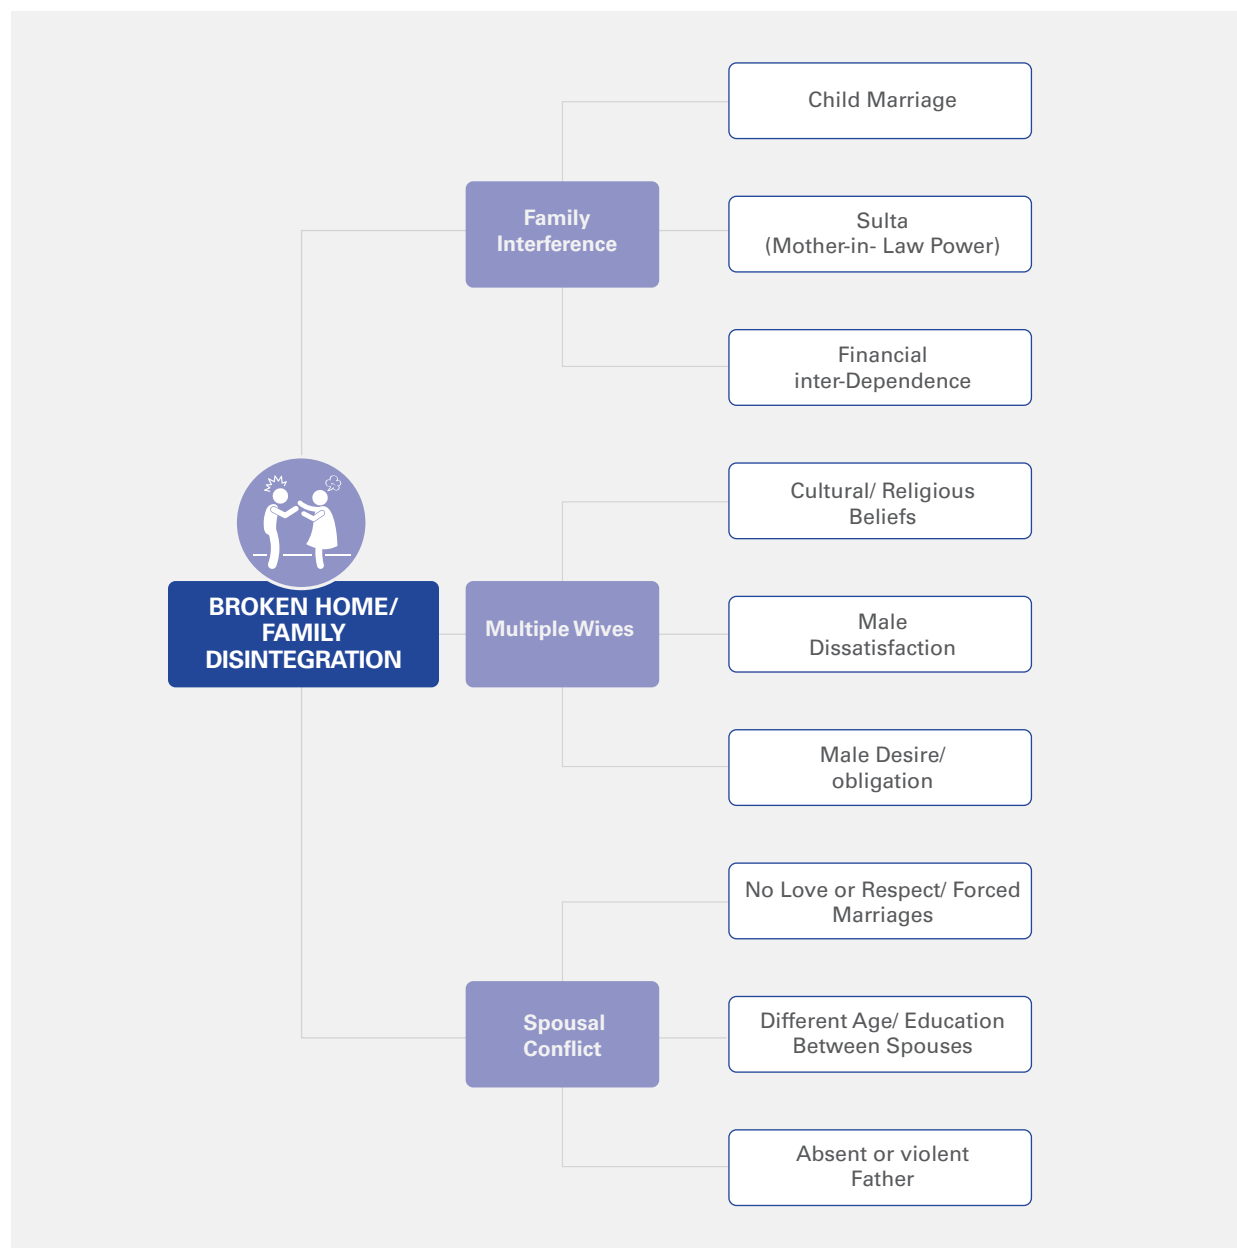 Child Marriage
Family
Interference
Sulta
(Mother-in- Law Power)
Financial
inter-Dependence
BROKEN HOME/
FAMILY
DISINTEGRATION
Cultural/ Religious
Beliefs
Multiple Wives
Male
Dissatisfaction
Male Desire/
obligation
No Love or Respect/ Forced
Marriages
Spousal
Conflict
Different Age/ Education
Between Spouses
Absent or violent
Father